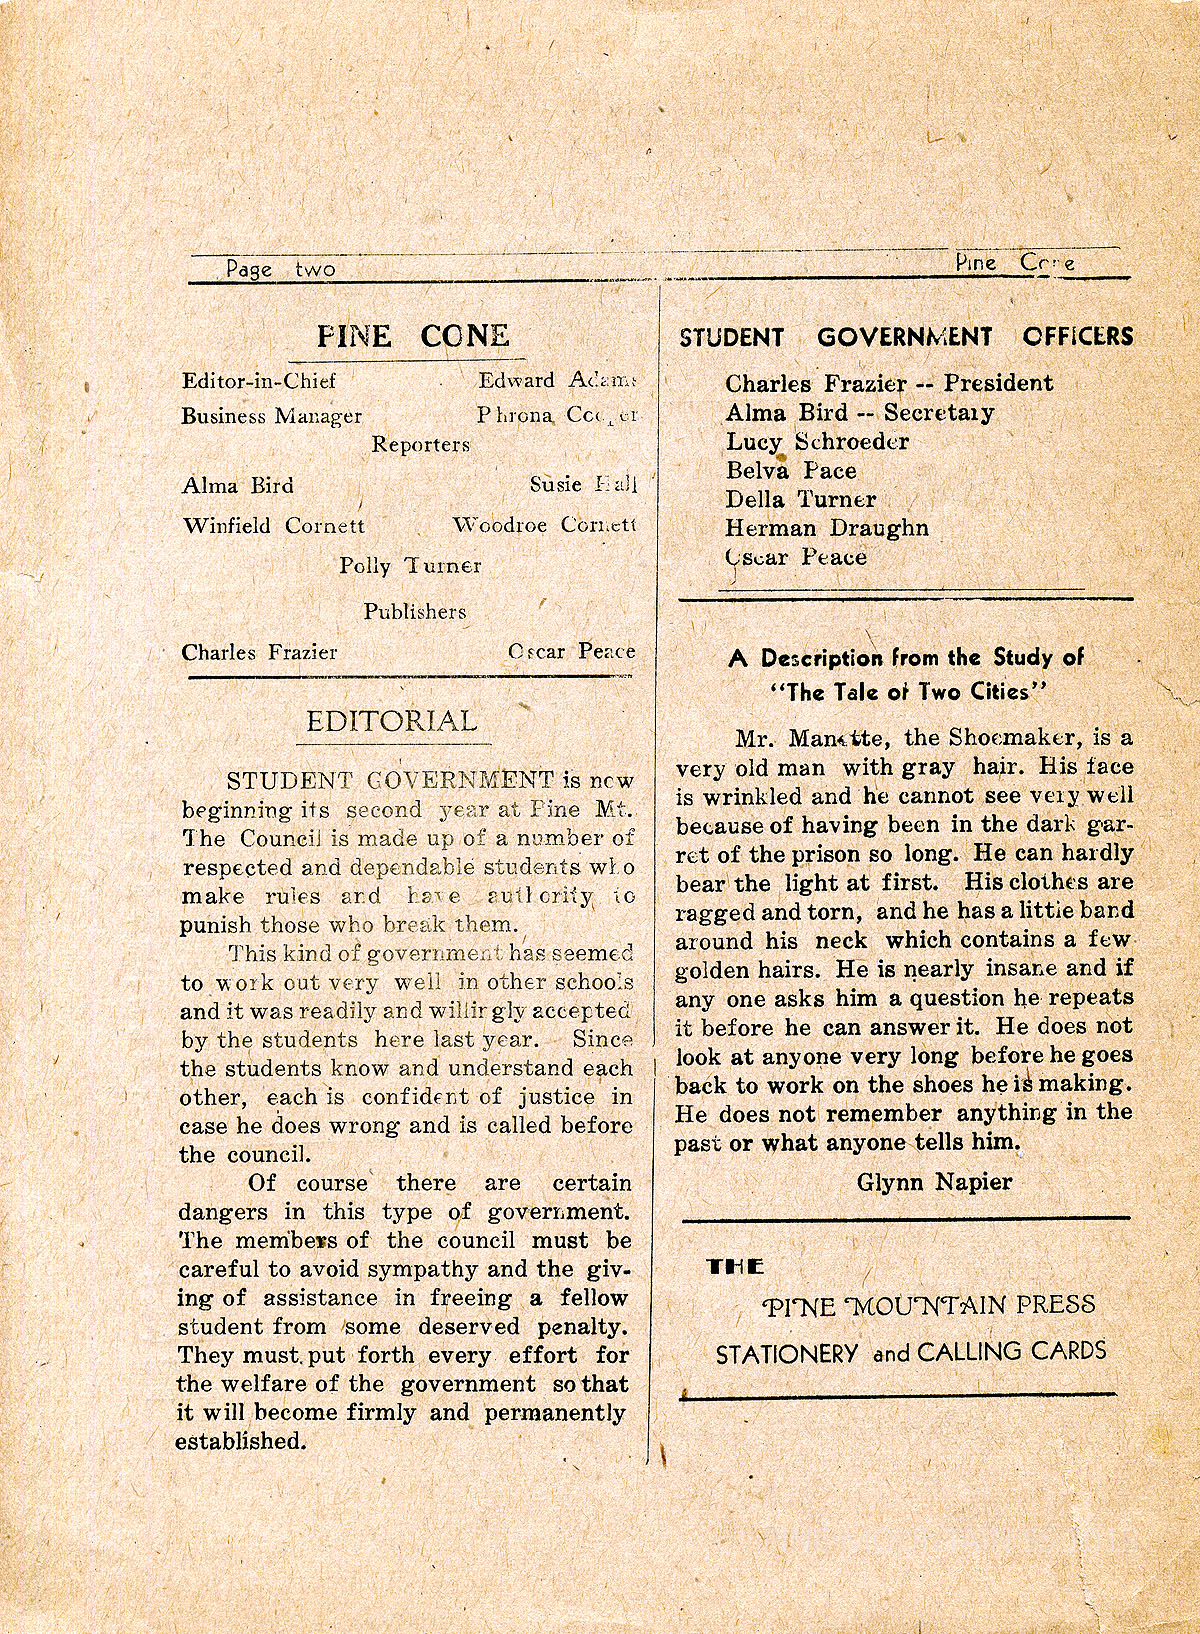 Page two
Pine Cone
PINE CONE
Editor-in-Chief Edward Adams
Business Manager Phrona Cooper
Reporters
Alma Bird Susie Hall
Winfield Cornett Woodroe Cornett
Polly Turner
Publishers
Charles Frazier Oscar Peace
EDITORIAL
STUDENT GOVERNMENT is now
beginning its second year at Pine Mt.
The Council is made up of a number of
respected and dependable students who
make rules and have authority to
punish those who break them.
This kind of government has seemed
to work out very well in other schools
and it was readily and willingly accepted
by the students here last year. Since
the students know and understand each
other, each is confident of justice in
case he does wrong and is called before
the council.
Of course there are certain
dangers in this type of government.
The members of the council must be
careful to avoid sympathy and the giv-
ing of assistance in freeing a fellow
student from some deserved penalty.
They must put forth every effort for
the welfare of the government so that
it will become firmly and permanently
established.
STUDENT GOVERNMENT OFFICERS
Charles Frazier -- President
Alma Bird -- Secretary
Lucy Schroeder
Belva Pace
Della Turner
Herman Draughn
Oscar Peace
A Description from the Study of
"The Tale of Two Cities"
Mr. Manette, the Shoemaker, is a
very old man with gray hair. His face
is wrinkled and he cannot see very well
because of having been in the dark gar-
ret of the prison so long. He can hardly
bear the light at first. His clothes are
ragged and torn, and he has a little band
around his neck which contains a few
golden hairs. He is nearly insane and if
any one asks him a question he repeats
it before he can answer it. He does not
look at anyone very long before he goes
back to work on the shoes he is making.
He does not remember anything in the
past or what anyone tells him.
Glynn Napier
THE
PINE MOUNTAIN PRESS
STATIONERY and CALLING CARDS